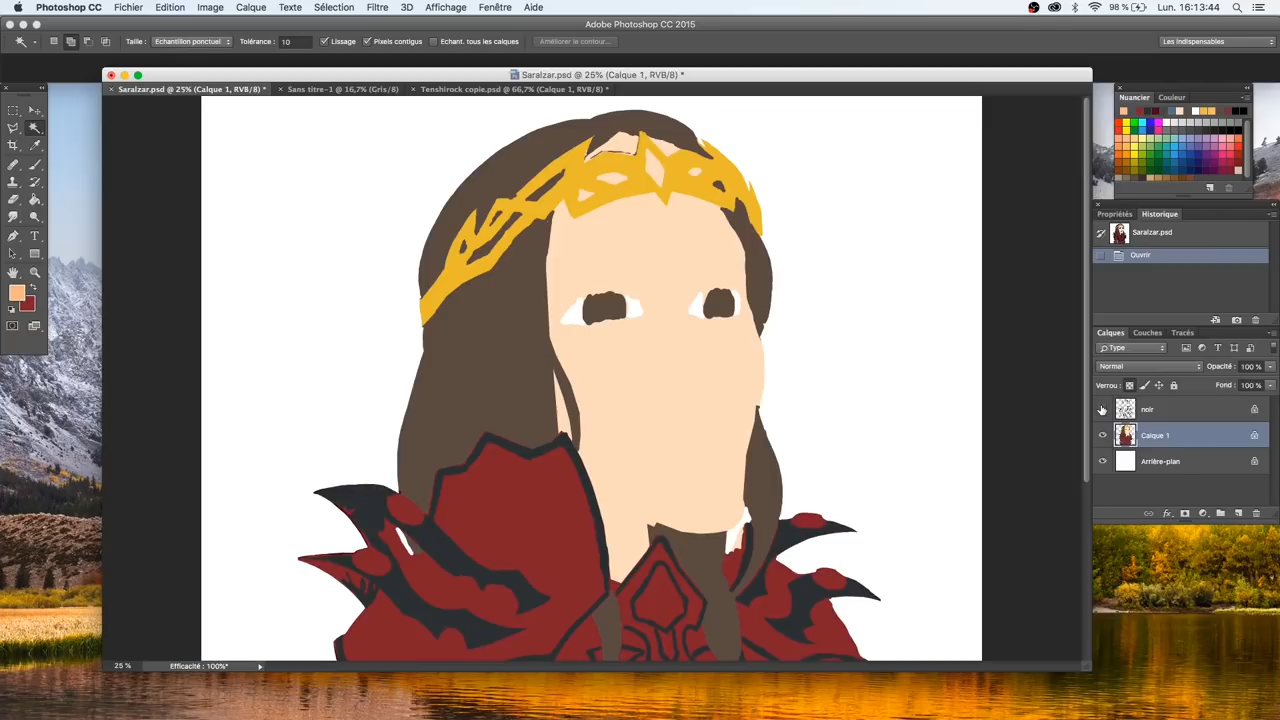 Photoshop CC Fichier Edition Image Calque Texte Sélection Filtre 3D Affichage Fenêtre Aide 98 % Lun. 16:13:44
Adobe Photoshop CC 2015
Taille : Echantillon ponctuel Tolérance : 10 Lissage Pixels contigus Echant. tous les calques Améliorer le contour... Les indispensables
Saralzar.psd @ 25% (Calque 1, RVB/8) *
Saralzar.psd @ 25% (Calque 1, RVB/8) * Sans titre-1 @ 16,7% (Gris/8) Tenshirock copie.psd @ 66,7% (Calque 1, RVB/8) *
Nuancier Couleur
Propriétés Historique
Saralzar.psd
Ouvrir
Calques Couches Tracés
Type
Normal Opacité : 100 %
Verrou : Fond : 100 %
noir
Calque 1
Arrière-plan
fx
25 % Efficacité : 100%*